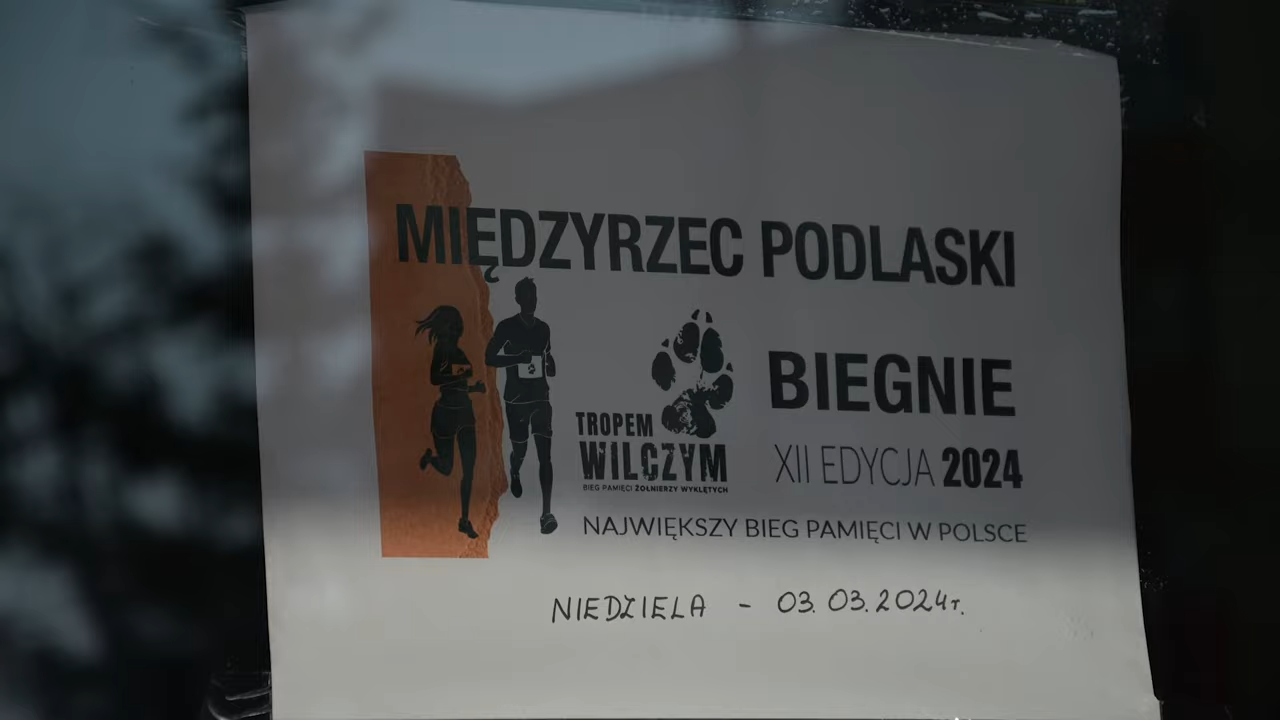 MIĘDZYRZEC PODLASKI
BIEGNIE
TROPEM
WILCZYM
BIEG PAMIĘCI ŻOŁNIERZY WYKLĘTYCH
XII EDYCJA 2024
NAJWIĘKSZY BIEG PAMIĘCI W POLSCE
NIEDZIELA - 03.03.2024r.